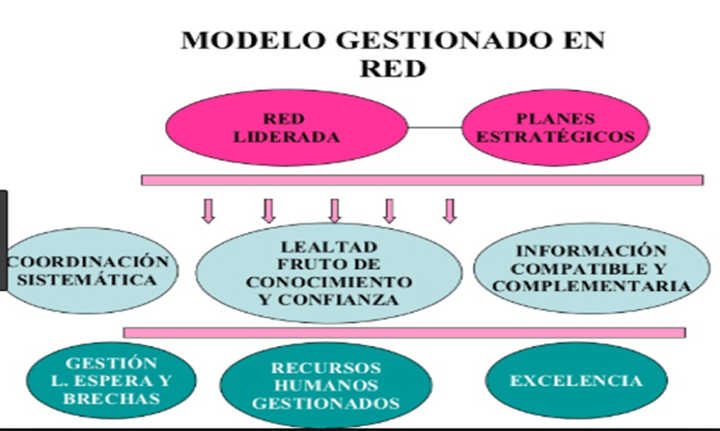 MODELO GESTIONADO EN
RED
RED
LIDERADA
PLANES
ESTRATÉGICOS
COORDINACIÓN
SISTEMÁTICA
LEALTAD
FRUTO DE
CONOCIMIENTO
Y CONFIANZA
INFORMACIÓN
COMPATIBLE Y
COMPLEMENTARIA
GESTIÓN
L. ESPERA Y
BRECHAS
RECURSOS
HUMANOS
GESTIONADOS
EXCELENCIA